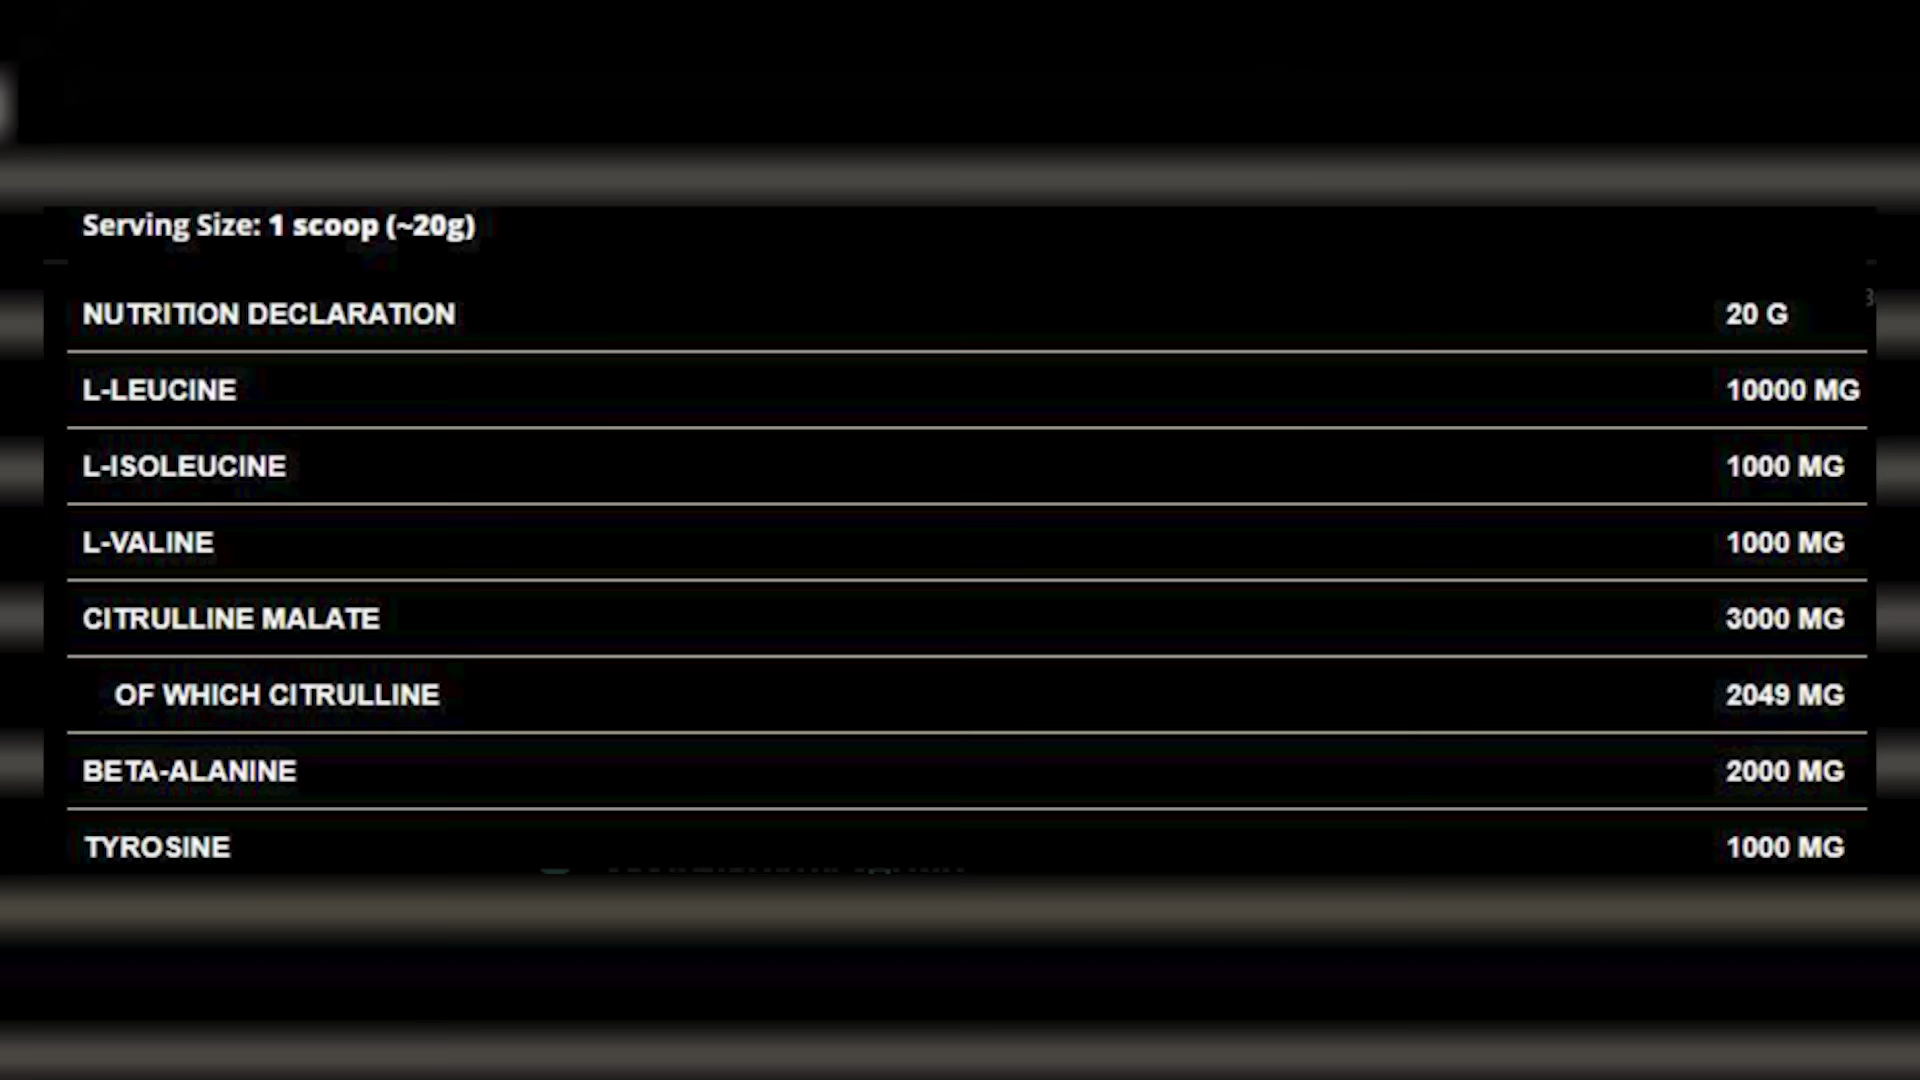 Serving Size: 1 scoop (~20g)
NUTRITION DECLARATION 20 G
L-LEUCINE 10000 MG
L-ISOLEUCINE 1000 MG
L-VALINE 1000 MG
CITRULLINE MALATE 3000 MG
OF WHICH CITRULLINE 2049 MG
BETA-ALANINE 2000 MG
TYROSINE 1000 MG